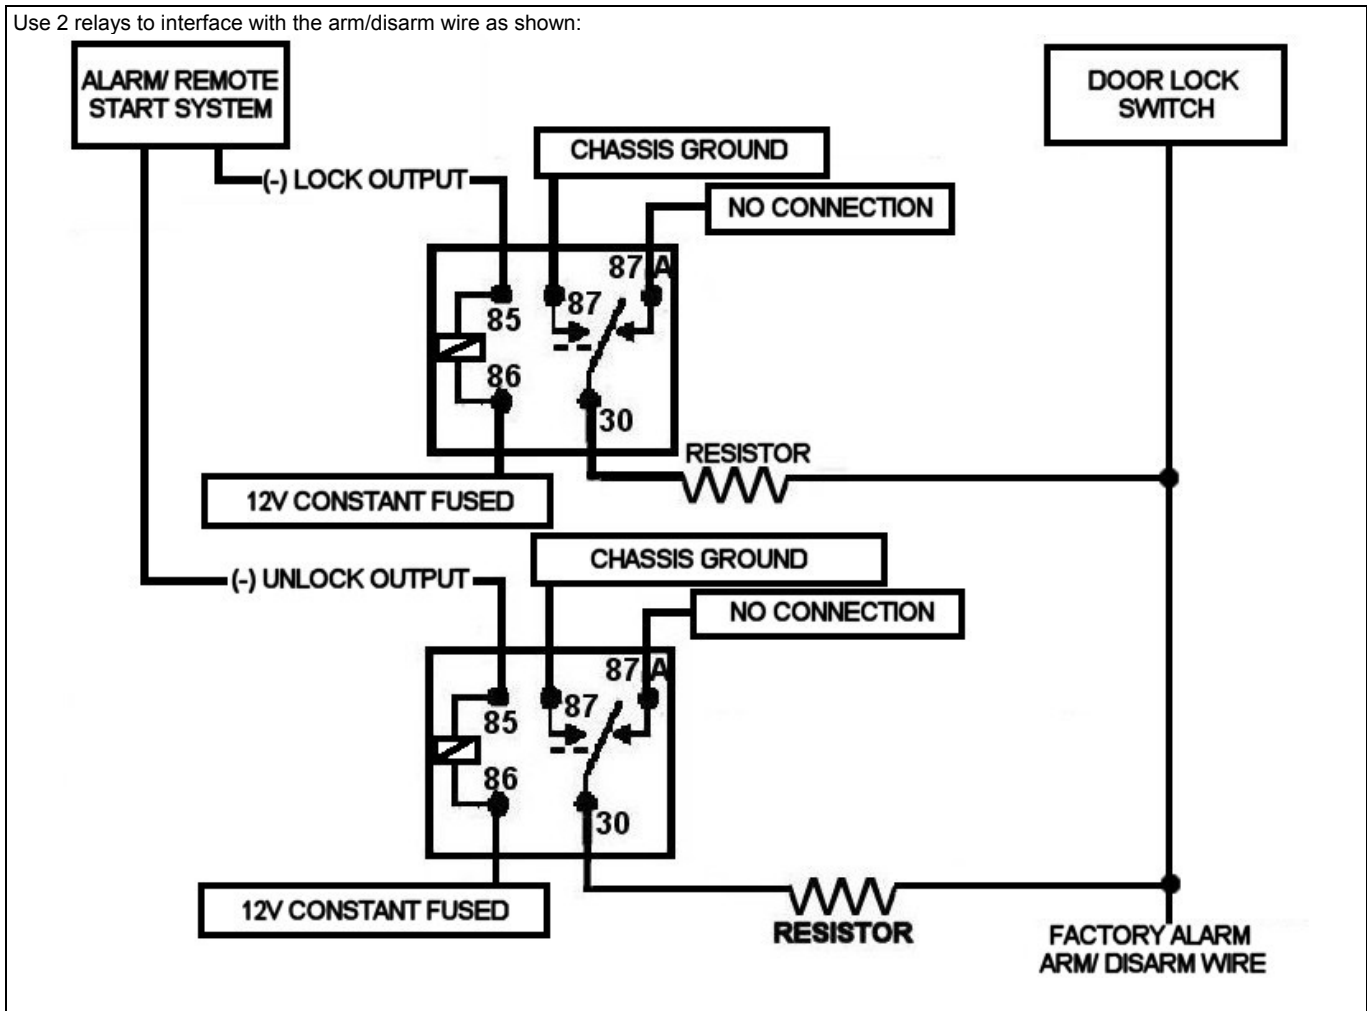 Use 2 relays to interface with the arm/disarm wire as shown:
ALARM/ REMOTE
START SYSTEM
DOOR LOCK
SWITCH
CHASSIS GROUND
(-) LOCK OUTPUT
NO CONNECTION
87 A
87
85
86
30
RESISTOR
12V CONSTANT FUSED
CHASSIS GROUND
(-) UNLOCK OUTPUT
NO CONNECTION
87 A
87
85
86
30
12V CONSTANT FUSED
RESISTOR
FACTORY ALARM
ARM/ DISARM WIRE